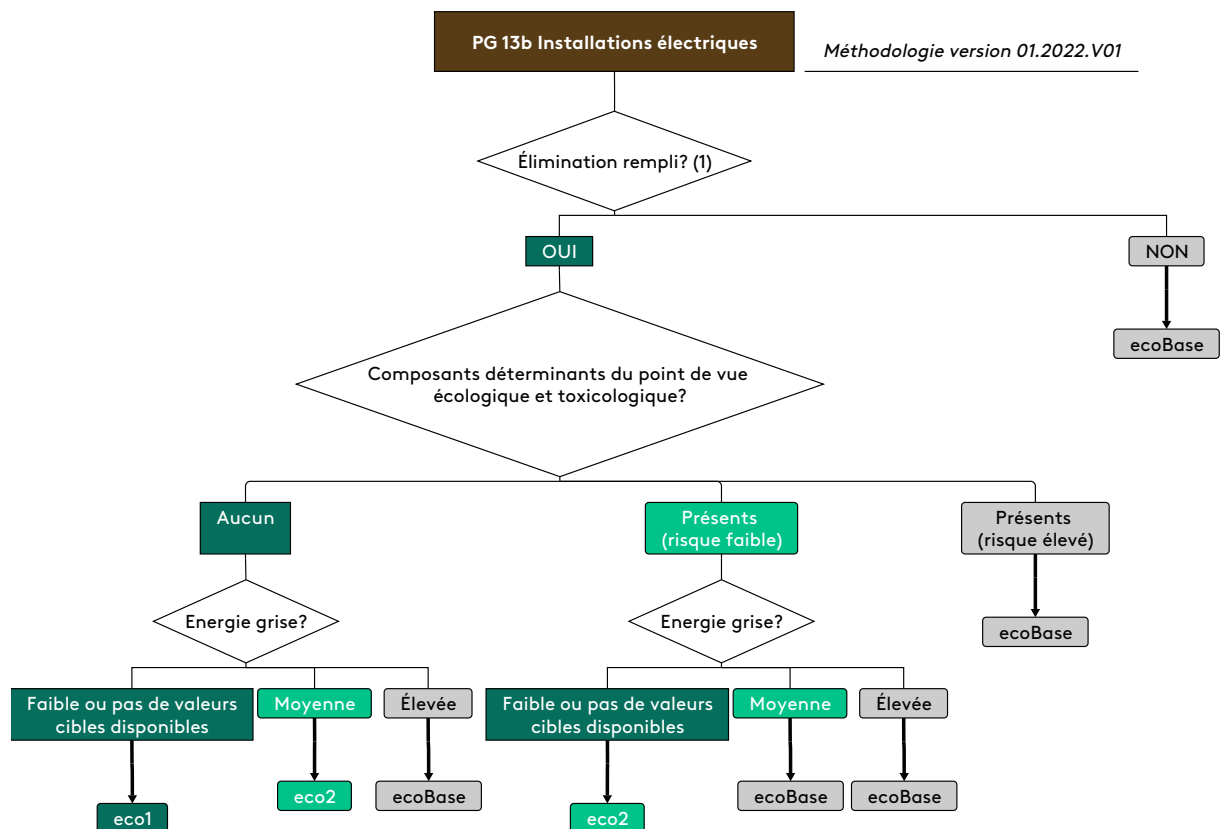 PG 13b Installations électriques
Méthodologie version 01.2022.V01
Élimination rempli? (1)
OUI
NON
ecoBase
Composants déterminants du point de vue
écologique et toxicologique?
Aucun
Présents
(risque faible)
Présents
(risque élevé)
ecoBase
Energie grise?
Energie grise?
Faible ou pas de valeurs
cibles disponibles
Moyenne
Élevée
Faible ou pas de valeurs
cibles disponibles
Moyenne
Élevée
eco1
eco2
ecoBase
eco2
ecoBase
ecoBase